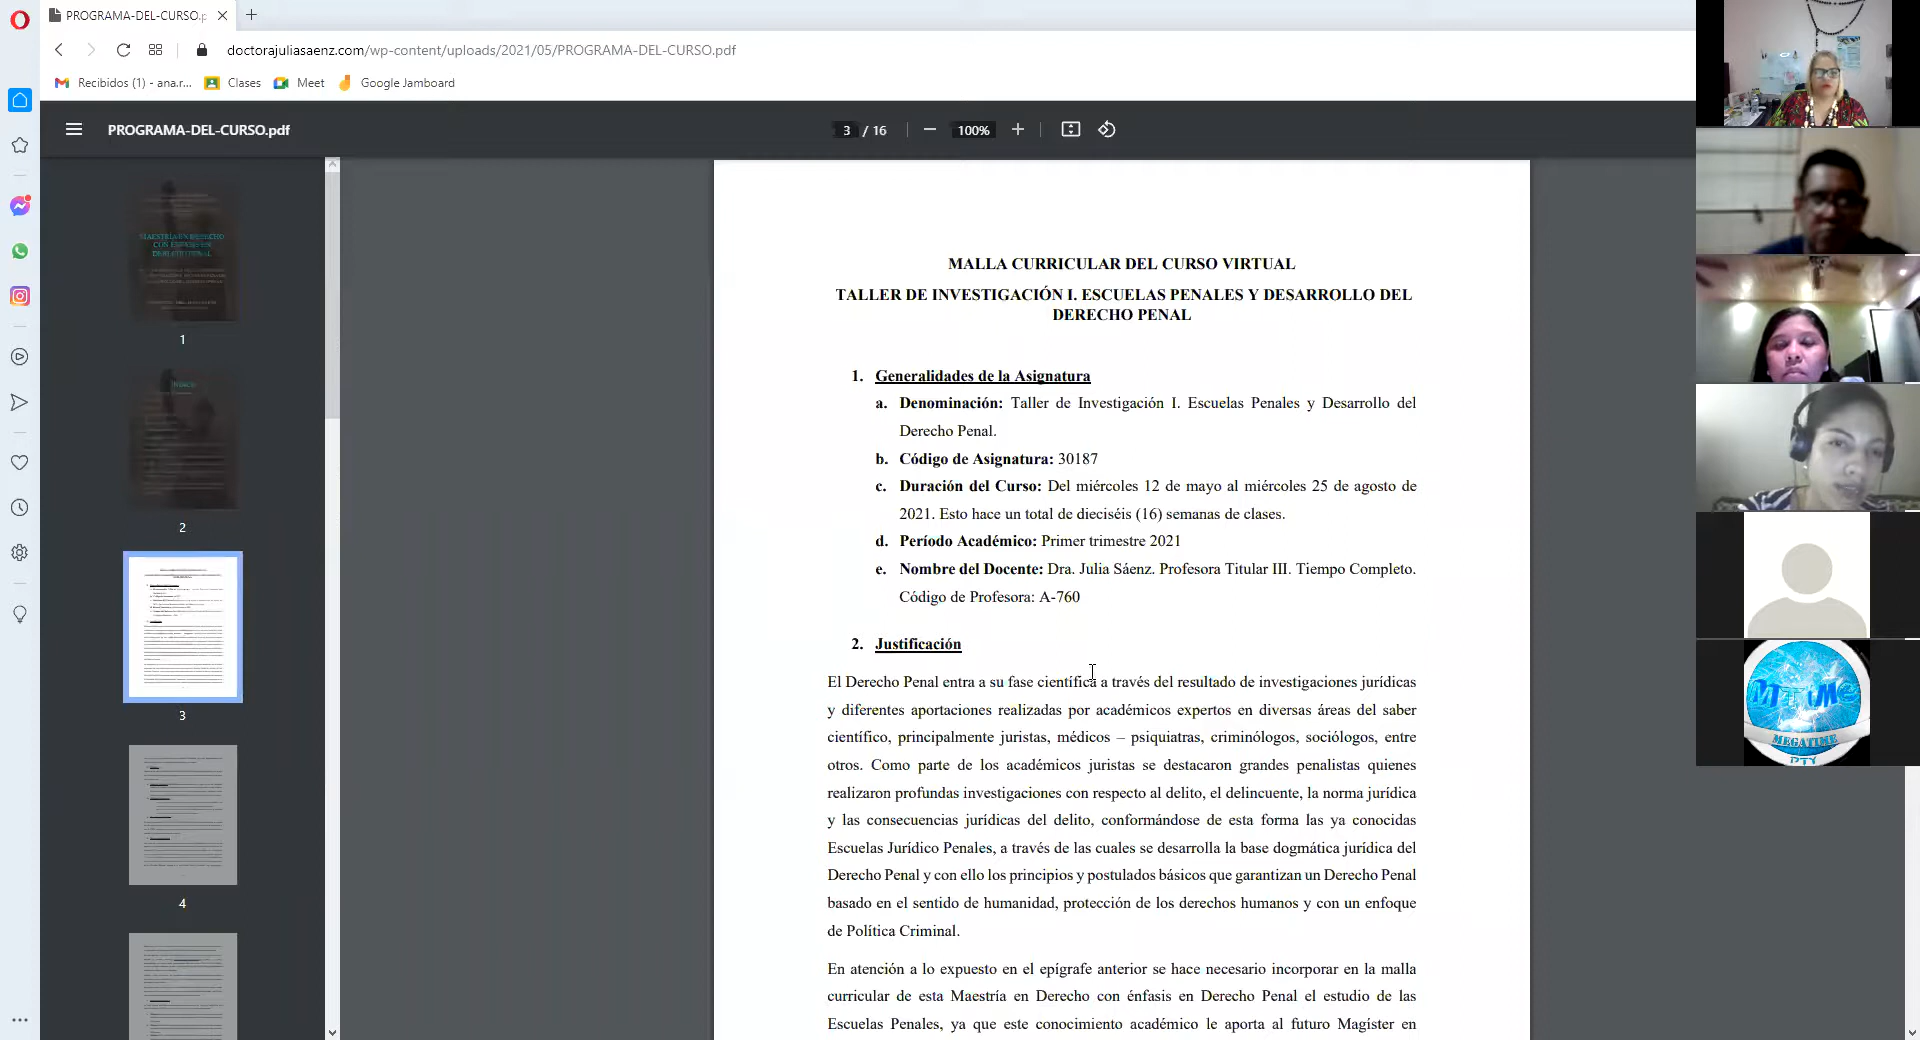 PROGRAMA-DEL-CURSO.p
doctorajuliasaenz.com/wp-content/uploads/2021/05/PROGRAMA-DEL-CURSO.pdf
Recibidos (1) - ana.r... Clases Meet Google Jamboard
PROGRAMA-DEL-CURSO.pdf
3 / 16 100%
MAESTRÍA EN DERECHO
CON ÉNFASIS EN
DERECHO PENAL
1
2
3
4
MALLA CURRICULAR DEL CURSO VIRTUAL
TALLER DE INVESTIGACIÓN I. ESCUELAS PENALES Y DESARROLLO DEL
DERECHO PENAL
1. Generalidades de la Asignatura
a. Denominación: Taller de Investigación I. Escuelas Penales y Desarrollo del
Derecho Penal.
b. Código de Asignatura: 30187
c. Duración del Curso: Del miércoles 12 de mayo al miércoles 25 de agosto de
2021. Esto hace un total de dieciséis (16) semanas de clases.
d. Período Académico: Primer trimestre 2021
e. Nombre del Docente: Dra. Julia Sáenz. Profesora Titular III. Tiempo Completo.
Código de Profesora: A-760
2. Justificación
El Derecho Penal entra a su fase científica a través del resultado de investigaciones jurídicas
y diferentes aportaciones realizadas por académicos expertos en diversas áreas del saber
científico, principalmente juristas, médicos – psiquiatras, criminólogos, sociólogos, entre
otros. Como parte de los académicos juristas se destacaron grandes penalistas quienes
realizaron profundas investigaciones con respecto al delito, el delincuente, la norma jurídica
y las consecuencias jurídicas del delito, conformándose de esta forma las ya conocidas
Escuelas Jurídico Penales, a través de las cuales se desarrolla la base dogmática jurídica del
Derecho Penal y con ello los principios y postulados básicos que garantizan un Derecho Penal
basado en el sentido de humanidad, protección de los derechos humanos y con un enfoque
de Política Criminal.
En atención a lo expuesto en el epígrafe anterior se hace necesario incorporar en la malla
curricular de esta Maestría en Derecho con énfasis en Derecho Penal el estudio de las
Escuelas Penales, ya que este conocimiento académico le aporta al futuro Magíster en
MEGATIME
PTY